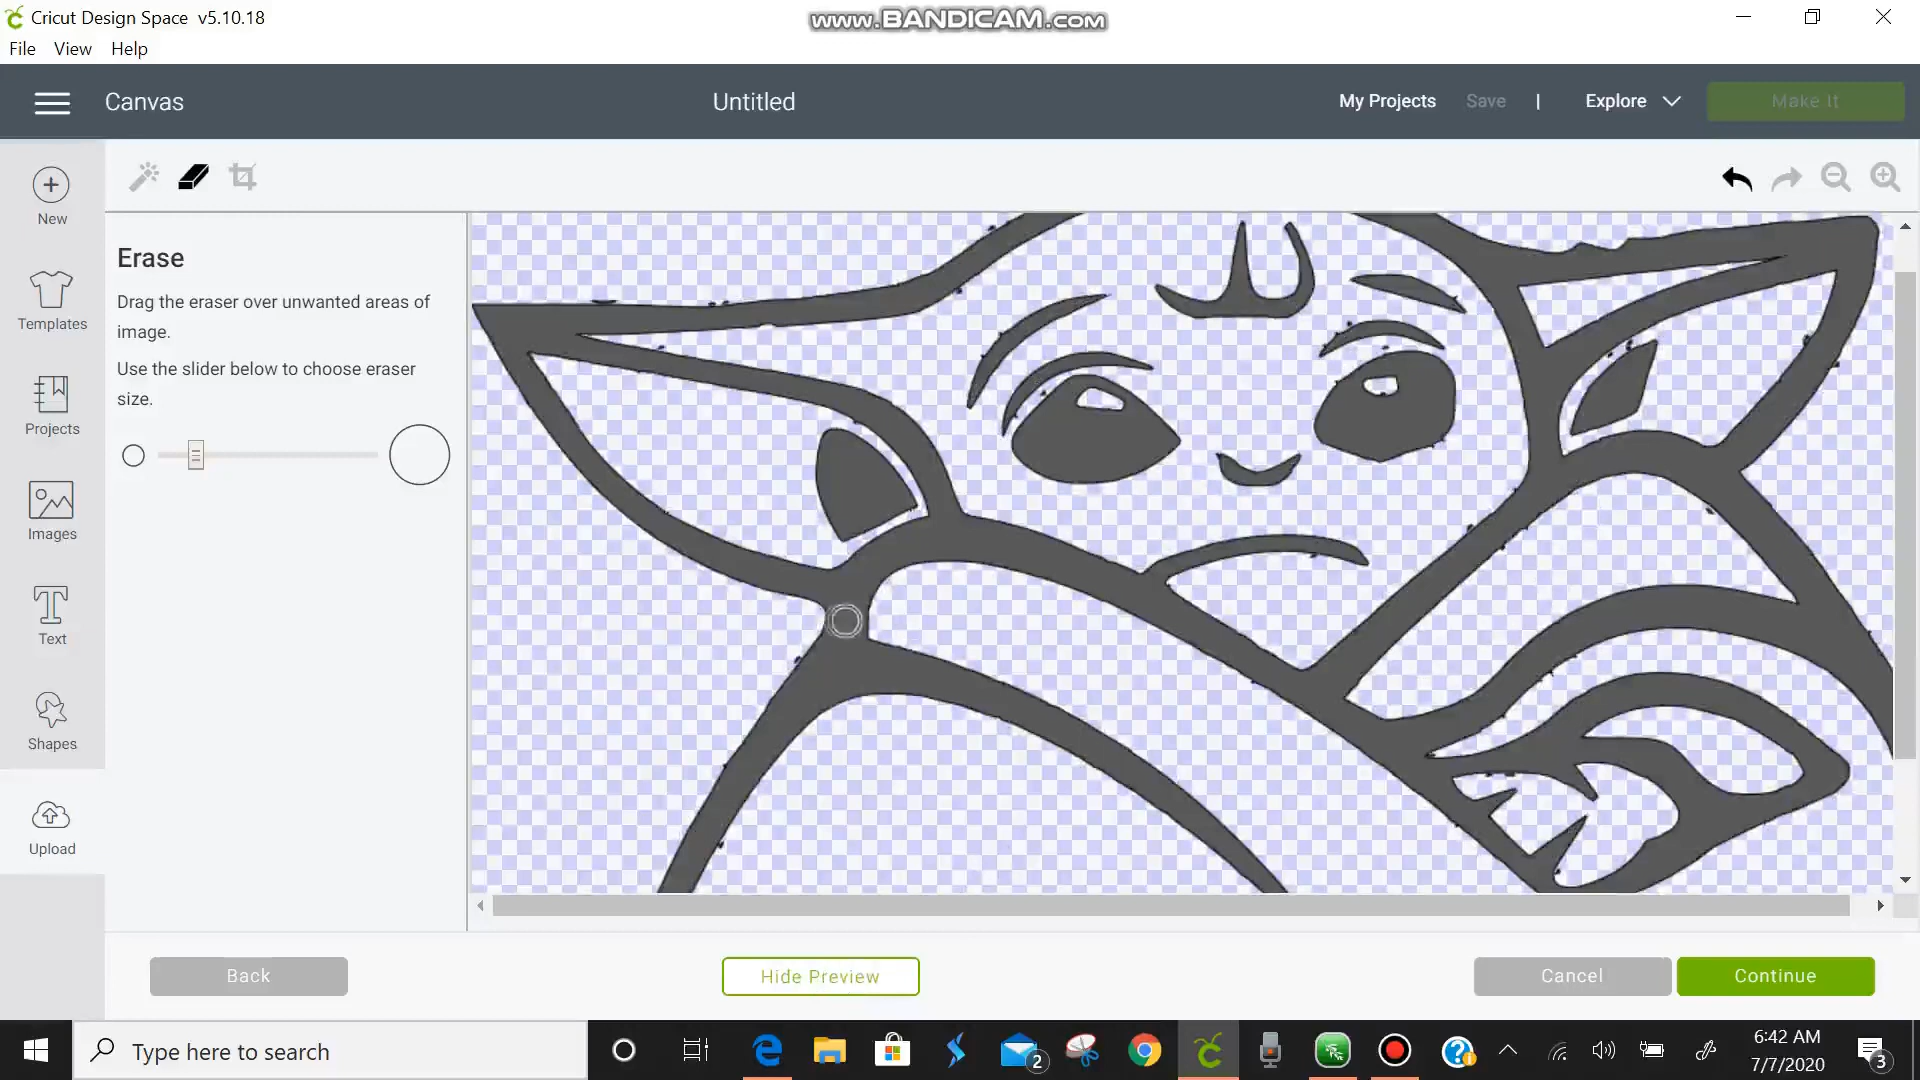 Cricut Design Space v5.10.18
www.BANDICAM.com
File View Help
Canvas
Untitled
My Projects Save | Explore Make It
New
Templates
Projects
Images
Text
Shapes
Upload
Erase
Drag the eraser over unwanted areas of
image.
Use the slider below to choose eraser
size.
Back
Hide Preview
Cancel
Continue
Type here to search
2
6:42 AM
7/7/2020
3